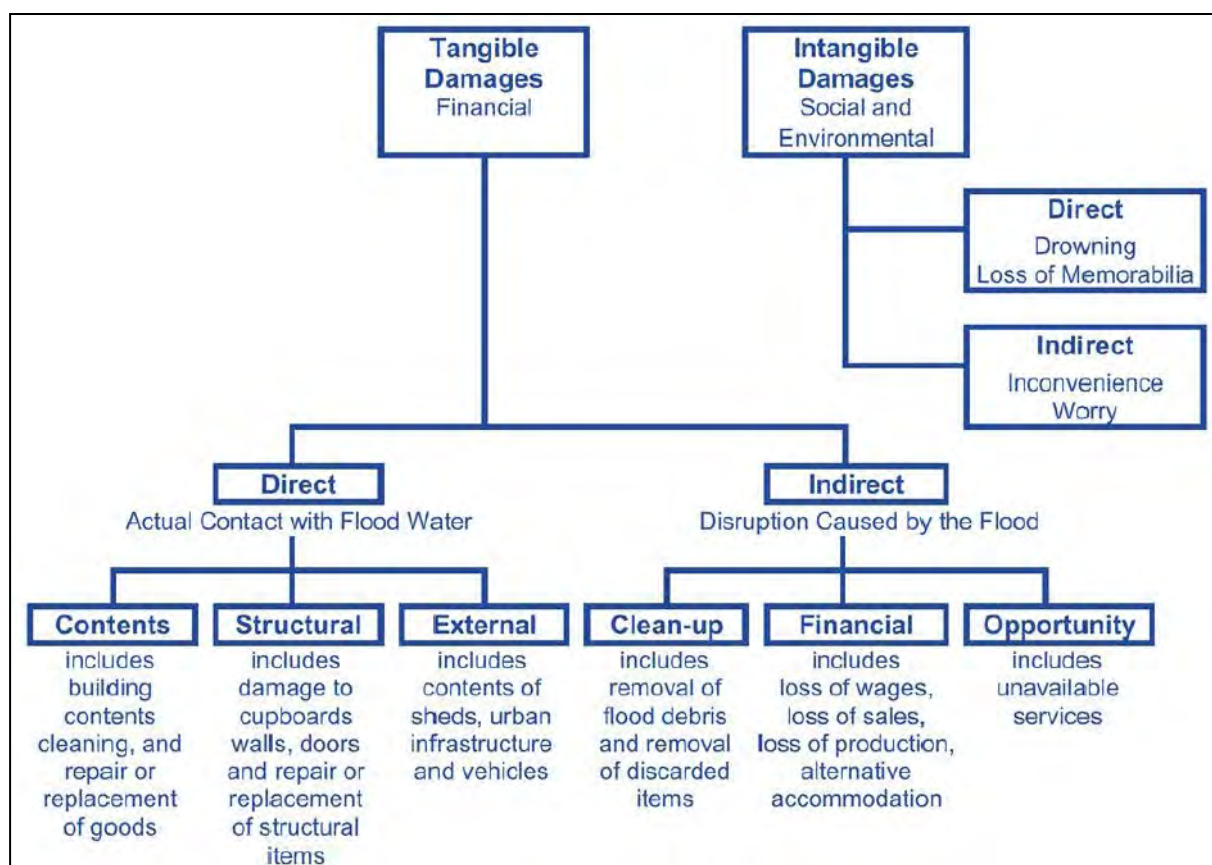 Tangible
Damages
Financial
Intangible
Damages
Social and
Environmental
Direct
Drowning
Loss of Memorabilia
Indirect
Inconvenience
Worry
Direct
Actual Contact with Flood Water
Indirect
Disruption Caused by the Flood
Contents
includes
building
contents
cleaning, and
repair or
replacement
of goods
Structural
includes
damage to
cupboards
walls, doors
and repair or
replacement
of structural
items
External
includes
contents of
sheds, urban
infrastructure
and vehicles
Clean-up
includes
removal of
flood debris
and removal
of discarded
items
Financial
includes
loss of wages,
loss of sales,
loss of production,
alternative
accommodation
Opportunity
includes
unavailable
services